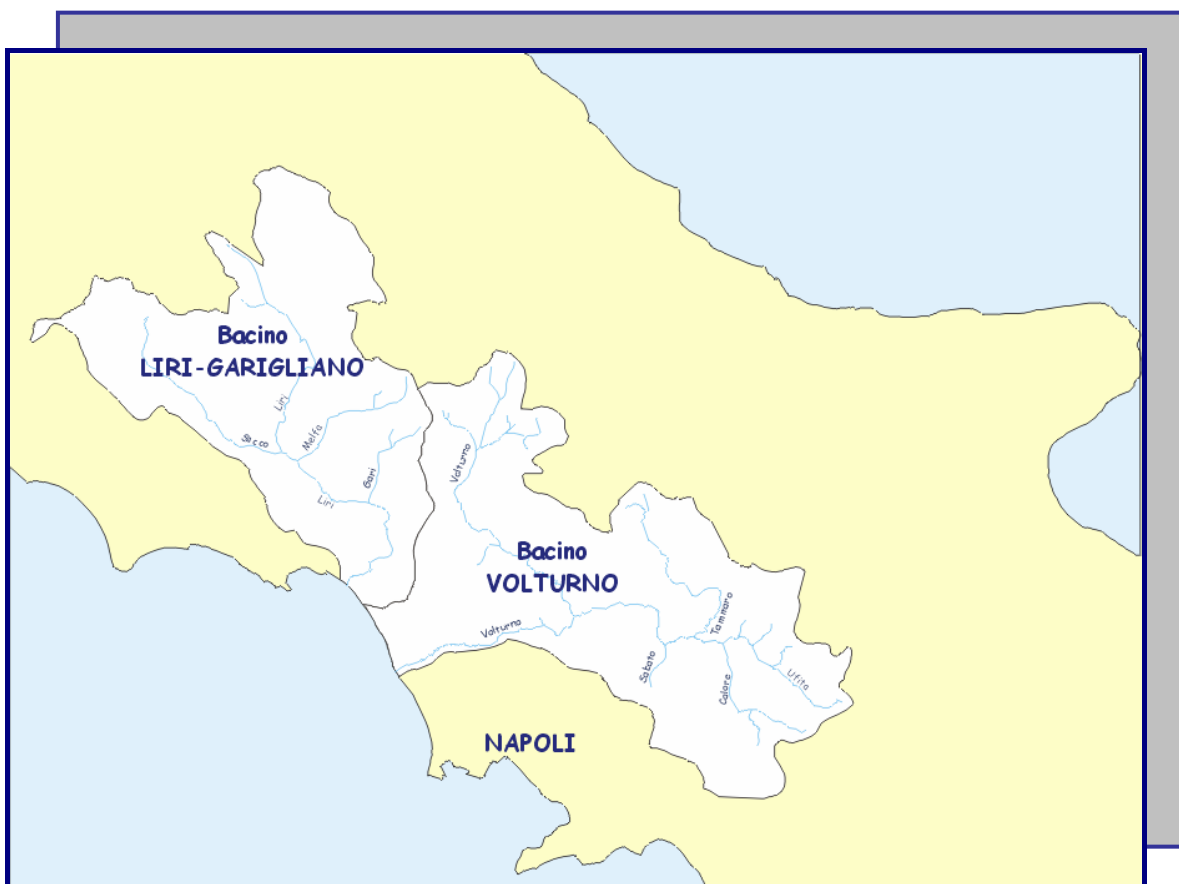 Bacino
LIRI-GARIGLIANO
Liri
Sacco
Melfa
Gari
Liri
Volturno
Bacino
VOLTURNO
Volturno
Tammaro
Sabato
Calore
Ufita
NAPOLI